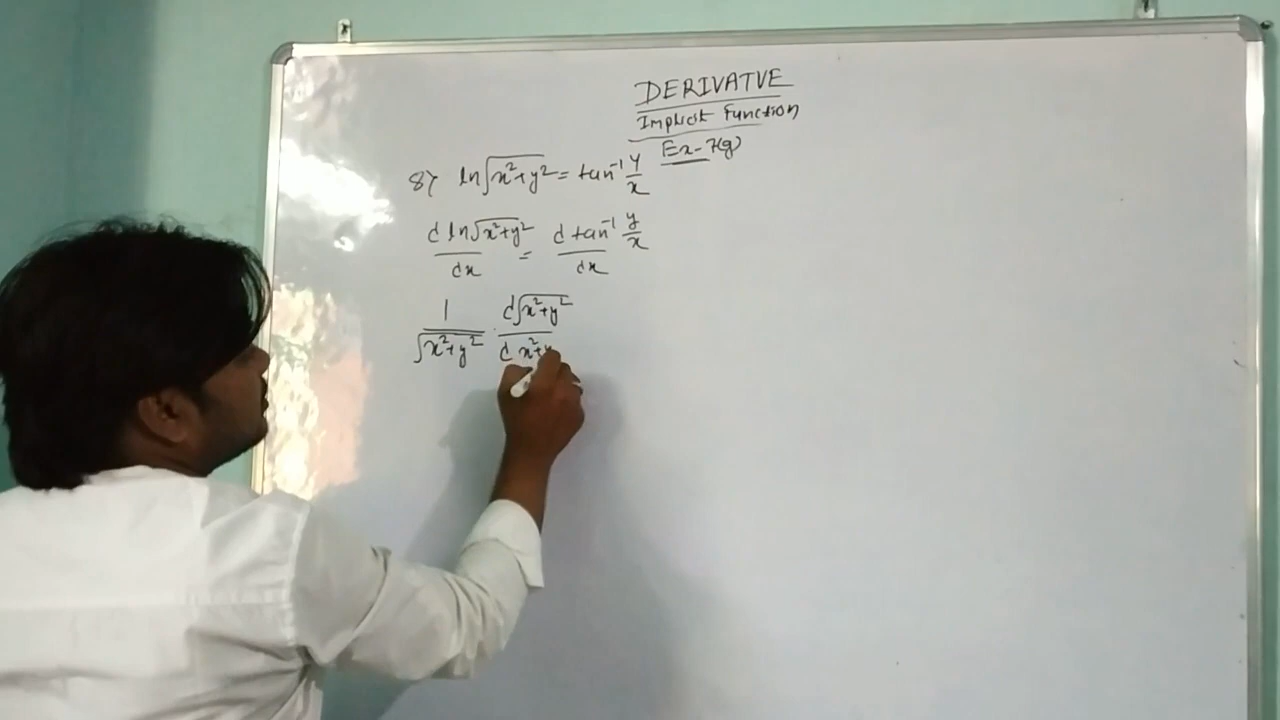 DERIVATVE
Implicit Function
Ex-7(g)
8) ln√(x²+y²) = tan⁻¹ y/x
d ln√(x²+y²)/dx = d tan⁻¹ y/x / dx
1/√(x²+y²) · d√(x²+y²)/d x²+y